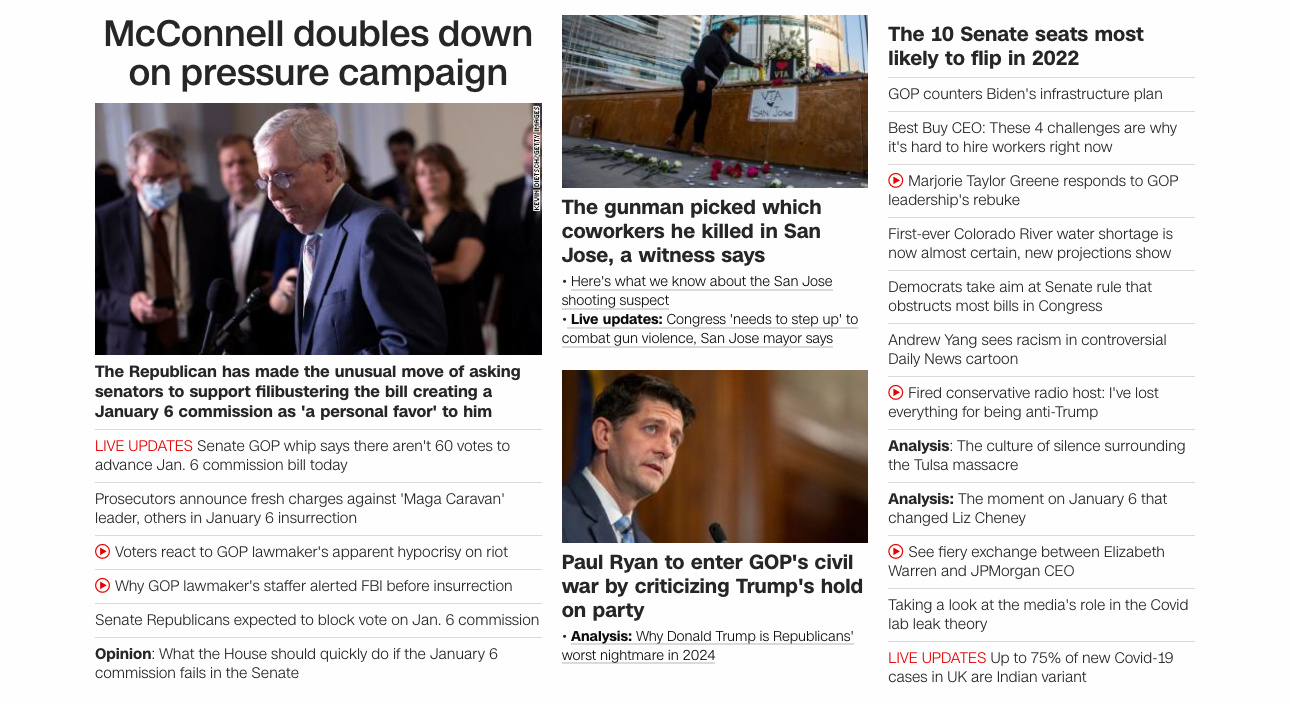 McConnell doubles down
on pressure campaign
KEVIN DIETSCH/GETTY IMAGES
The Republican has made the unusual move of asking
senators to support filibustering the bill creating a
January 6 commission as 'a personal favor' to him
LIVE UPDATES Senate GOP whip says there aren't 60 votes to
advance Jan. 6 commission bill today
Prosecutors announce fresh charges against 'Maga Caravan'
leader, others in January 6 insurrection
Voters react to GOP lawmaker's apparent hypocrisy on riot
Why GOP lawmaker's staffer alerted FBI before insurrection
Senate Republicans expected to block vote on Jan. 6 commission
Opinion: What the House should quickly do if the January 6
commission fails in the Senate
VTA
VTA
SAN JOSE
The gunman picked which
coworkers he killed in San
Jose, a witness says
• Here's what we know about the San Jose
shooting suspect
• Live updates: Congress 'needs to step up' to
combat gun violence, San Jose mayor says
Paul Ryan to enter GOP's civil
war by criticizing Trump's hold
on party
• Analysis: Why Donald Trump is Republicans'
worst nightmare in 2024
The 10 Senate seats most
likely to flip in 2022
GOP counters Biden's infrastructure plan
Best Buy CEO: These 4 challenges are why
it's hard to hire workers right now
Marjorie Taylor Greene responds to GOP
leadership's rebuke
First-ever Colorado River water shortage is
now almost certain, new projections show
Democrats take aim at Senate rule that
obstructs most bills in Congress
Andrew Yang sees racism in controversial
Daily News cartoon
Fired conservative radio host: I've lost
everything for being anti-Trump
Analysis: The culture of silence surrounding
the Tulsa massacre
Analysis: The moment on January 6 that
changed Liz Cheney
See fiery exchange between Elizabeth
Warren and JPMorgan CEO
Taking a look at the media's role in the Covid
lab leak theory
LIVE UPDATES Up to 75% of new Covid-19
cases in UK are Indian variant